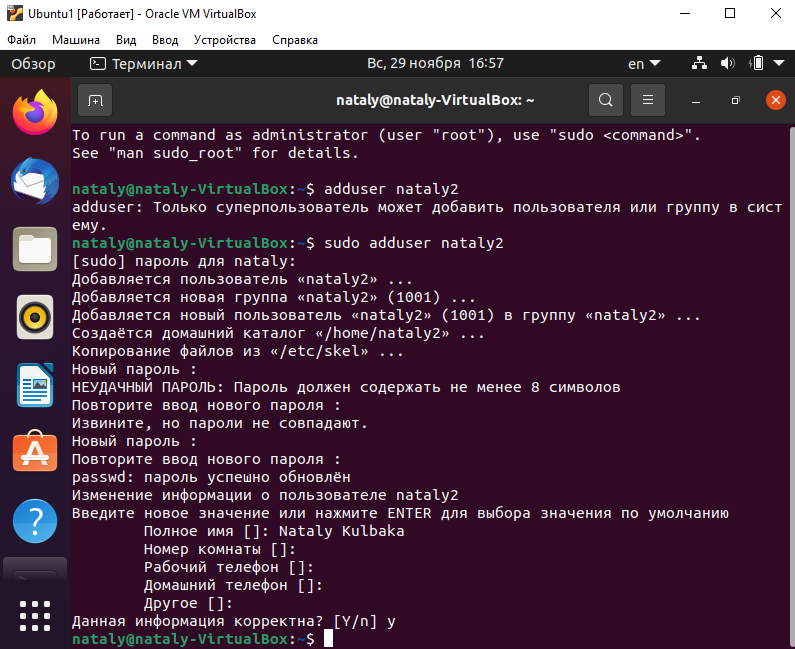 Ubuntu1 [Работает] - Oracle VM VirtualBox
Файл Машина Вид Ввод Устройства Справка
Обзор Терминал Вс, 29 ноября 16:57 en
nataly@nataly-VirtualBox: ~
To run a command as administrator (user "root"), use "sudo <command>".
See "man sudo_root" for details.
nataly@nataly-VirtualBox:~$ adduser nataly2
adduser: Только суперпользователь может добавить пользователя или группу в сист
ему.
nataly@nataly-VirtualBox:~$ sudo adduser nataly2
[sudo] пароль для nataly:
Добавляется пользователь «nataly2» ...
Добавляется новая группа «nataly2» (1001) ...
Добавляется новый пользователь «nataly2» (1001) в группу «nataly2» ...
Создаётся домашний каталог «/home/nataly2» ...
Копирование файлов из «/etc/skel» ...
Новый пароль :
НЕУДАЧНЫЙ ПАРОЛЬ: Пароль должен содержать не менее 8 символов
Повторите ввод нового пароля :
Извините, но пароли не совпадают.
Новый пароль :
Повторите ввод нового пароля :
passwd: пароль успешно обновлён
Изменение информации о пользователе nataly2
Введите новое значение или нажмите ENTER для выбора значения по умолчанию
Полное имя []: Nataly Kulbaka
Номер комнаты []:
Рабочий телефон []:
Домашний телефон []:
Другое []:
Данная информация корректна? [Y/n] y
nataly@nataly-VirtualBox:~$